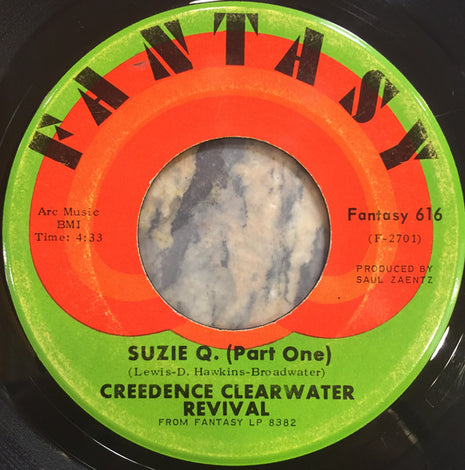 FANTASY
Arc Music
BMI
Time: 4:33
Fantasy 616
(F-2701)
PRODUCED BY
SAUL ZAENTZ
SUZIE Q. (Part One)
(Lewis-D. Hawkins-Broadwater)
CREEDENCE CLEARWATER
REVIVAL
FROM FANTASY LP 8382